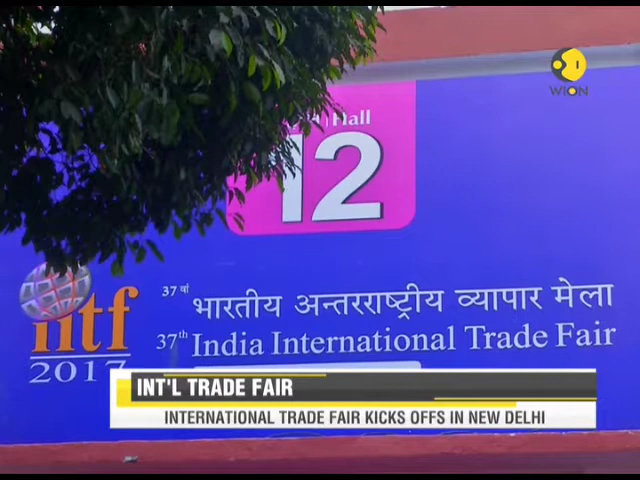 WION
Hall
12
37वां भारतीय अन्तरराष्ट्रीय व्यापार मेला
37th India International Trade Fair
iitf
2017
INT'L TRADE FAIR
INTERNATIONAL TRADE FAIR KICKS OFFS IN NEW DELHI